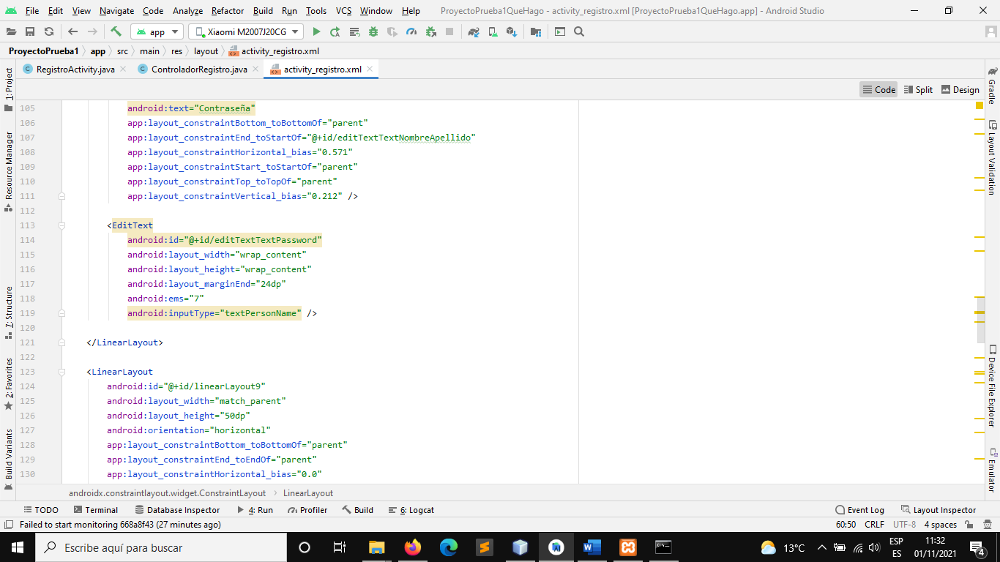 File Edit View Navigate Code Analyze Refactor Build Run Tools VCS Window Help ProyectoPrueba1QueHago - activity_registro.xml [ProyectoPrueba1QueHago.app] - Android Studio
app Xiaomi M2007J20CG
ProyectoPrueba1 app src main res layout activity_registro.xml
RegistroActivity.java ControladorRegistro.java activity_registro.xml
Code Split Design
1: Project
Resource Manager
7: Structure
2: Favorites
Build Variants
105 android:text="Contraseña"
106 app:layout_constraintBottom_toBottomOf="parent"
107 app:layout_constraintEnd_toStartOf="@+id/editTextTextNombreApellido"
108 app:layout_constraintHorizontal_bias="0.571"
109 app:layout_constraintStart_toStartOf="parent"
110 app:layout_constraintTop_toTopOf="parent"
111 app:layout_constraintVertical_bias="0.212" />
112
113 <EditText
114 android:id="@+id/editTextTextPassword"
115 android:layout_width="wrap_content"
116 android:layout_height="wrap_content"
117 android:layout_marginEnd="24dp"
118 android:ems="7"
119 android:inputType="textPersonName" />
120
121 </LinearLayout>
122
123 <LinearLayout
124 android:id="@+id/linearLayout9"
125 android:layout_width="match_parent"
126 android:layout_height="50dp"
127 android:orientation="horizontal"
128 app:layout_constraintBottom_toBottomOf="parent"
129 app:layout_constraintEnd_toEndOf="parent"
130 app:layout_constraintHorizontal_bias="0.0"
Gradle
Layout Validation
Device File Explorer
Emulator
androidx.constraintlayout.widget.ConstraintLayout LinearLayout
TODO Terminal Database Inspector 4: Run Profiler Build 6: Logcat Event Log Layout Inspector
Failed to start monitoring 668a8f43 (27 minutes ago) 60:50 CRLF UTF-8 4 spaces
Escribe aquí para buscar 13°C ESP 11:32
ES 01/11/2021 4